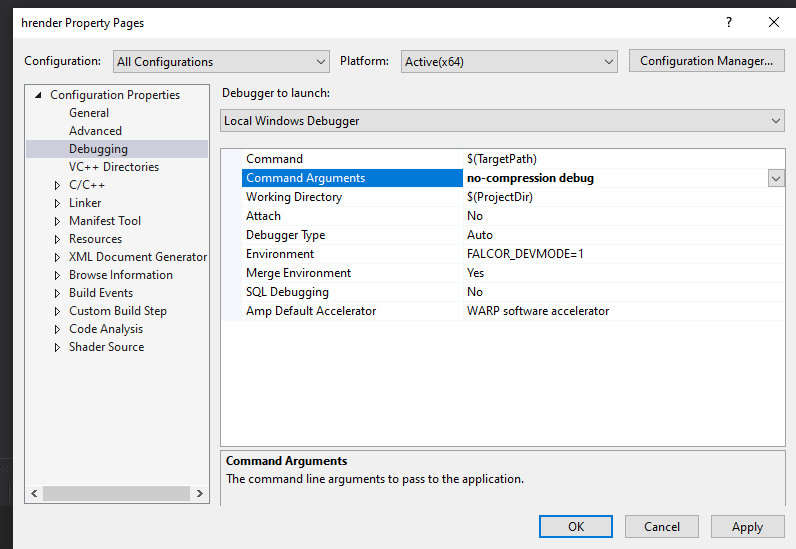 hrender Property Pages
?
Configuration: All Configurations Platform: Active(x64) Configuration Manager...
Configuration Properties
General
Advanced
Debugging
VC++ Directories
C/C++
Linker
Manifest Tool
Resources
XML Document Generator
Browse Information
Build Events
Custom Build Step
Code Analysis
Shader Source
Debugger to launch:
Local Windows Debugger
Command $(TargetPath)
Command Arguments no-compression debug
Working Directory $(ProjectDir)
Attach No
Debugger Type Auto
Environment FALCOR_DEVMODE=1
Merge Environment Yes
SQL Debugging No
Amp Default Accelerator WARP software accelerator
Command Arguments
The command line arguments to pass to the application.
OK Cancel Apply